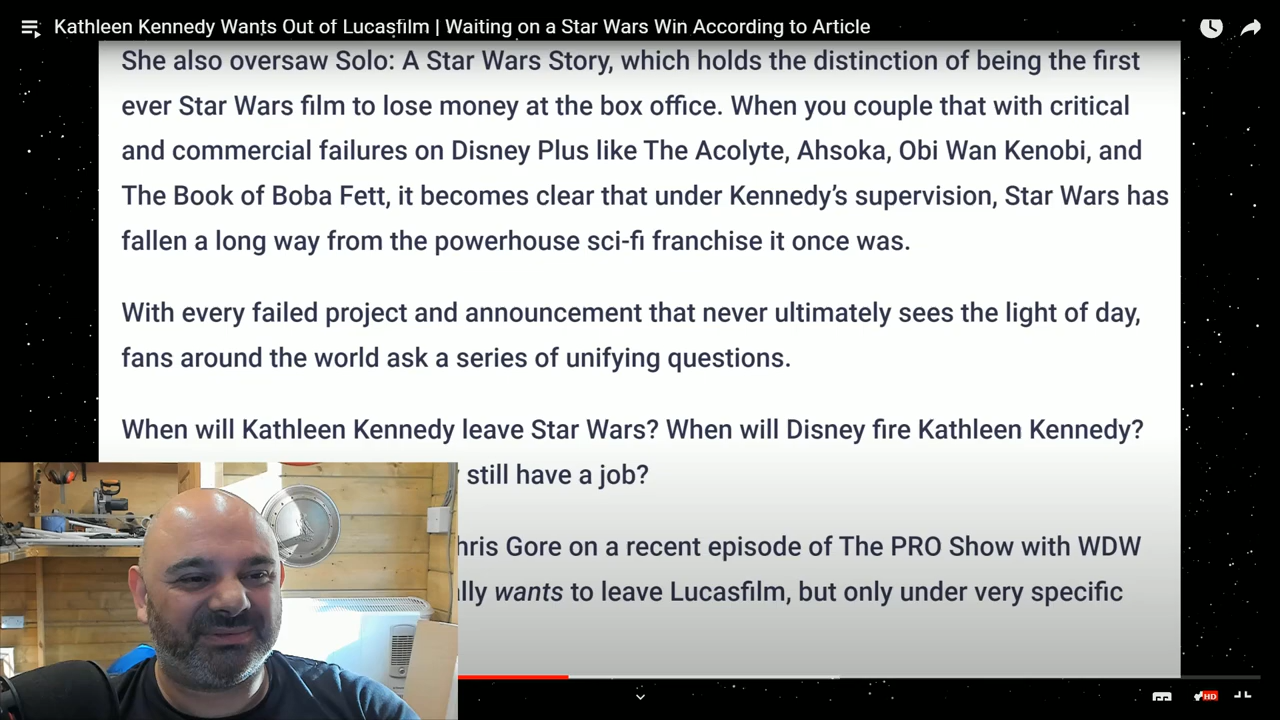 Kathleen Kennedy Wants Out of Lucasfilm | Waiting on a Star Wars Win According to Article
She also oversaw Solo: A Star Wars Story, which holds the distinction of being the first
ever Star Wars film to lose money at the box office. When you couple that with critical
and commercial failures on Disney Plus like The Acolyte, Ahsoka, Obi Wan Kenobi, and
The Book of Boba Fett, it becomes clear that under Kennedy’s supervision, Star Wars has
fallen a long way from the powerhouse sci-fi franchise it once was.
With every failed project and announcement that never ultimately sees the light of day,
fans around the world ask a series of unifying questions.
When will Kathleen Kennedy leave Star Wars? When will Disney fire Kathleen Kennedy?
still have a job?
Gore on a recent episode of The PRO Show with WDW
wants to leave Lucasfilm, but only under very specific
HD